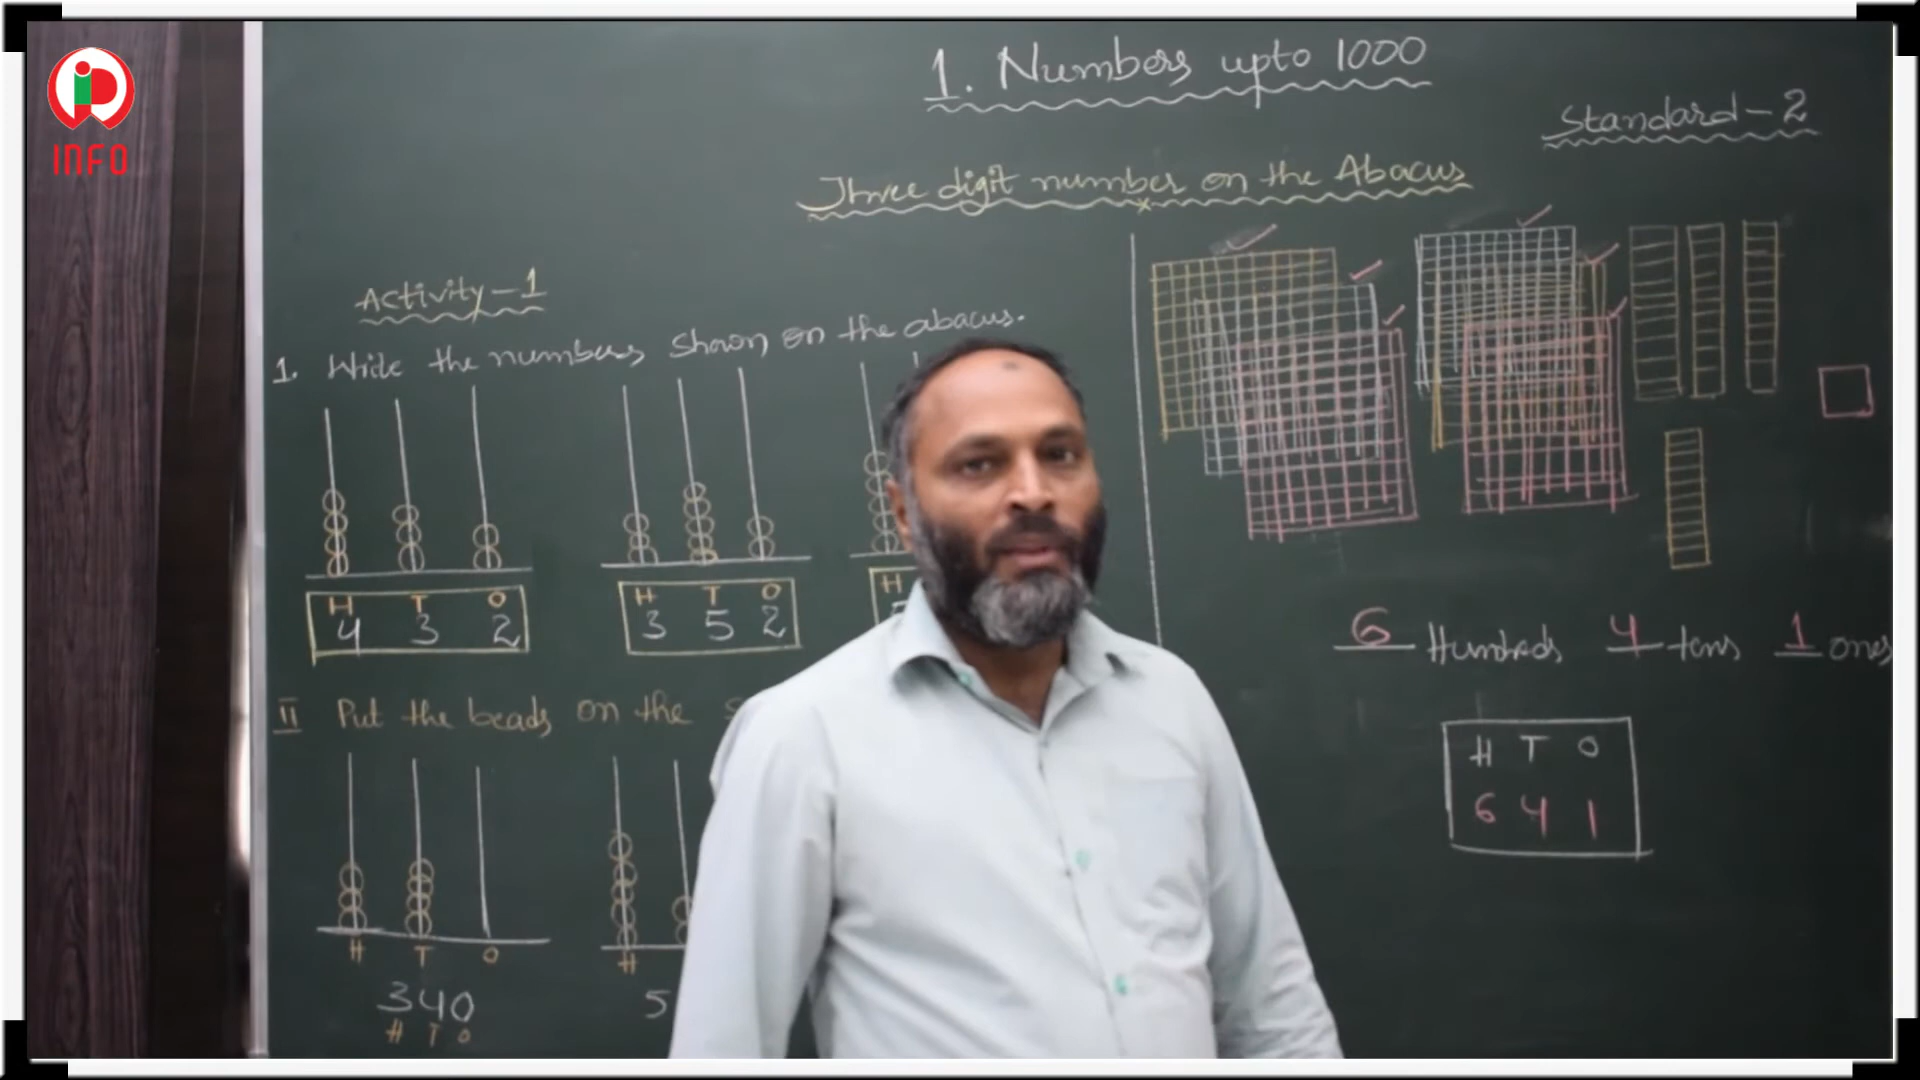 INFO
1. Numbers upto 1000
Standard-2
Three digit number on the Abacus
Activity-1
1. Write the numbers shown on the abacus.
H T O
4 3 2
H T O
3 5 2
H
II Put the beads on the
H T O
340
H T O
H
5
6 Hundreds 4 tens 1 ones
H T O
6 4 1